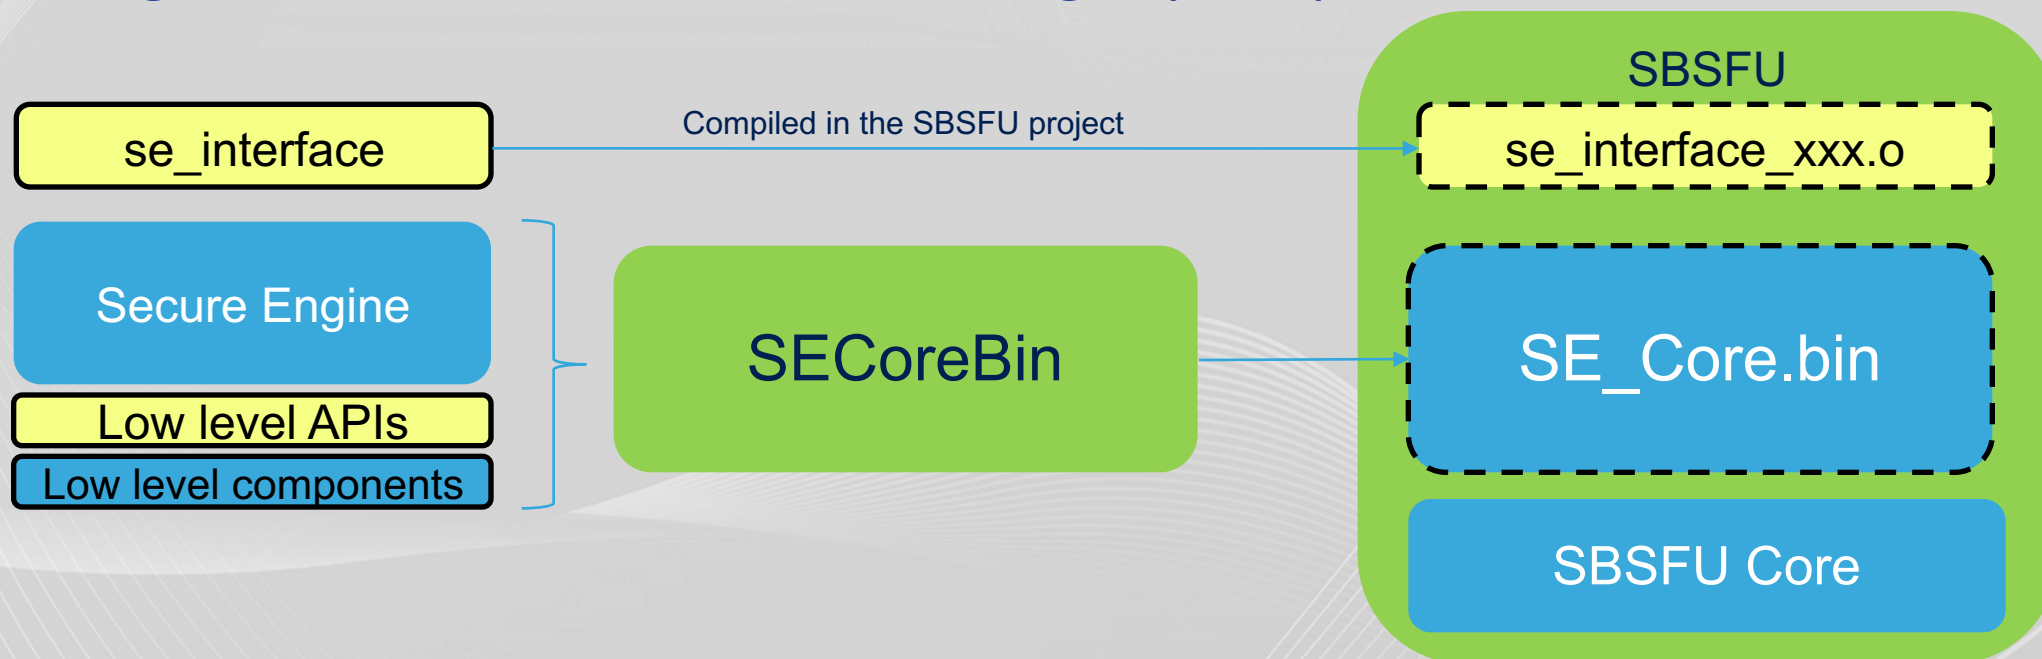 SBSFU
se_interface
Compiled in the SBSFU project
se_interface_xxx.o
Secure Engine
SECoreBin
SE_Core.bin
Low level APIs
Low level components
SBSFU Core